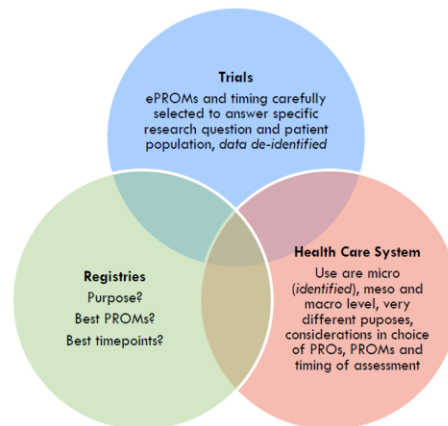 Trials
ePROMs and timing carefully
selected to answer specific
research question and patient
population, data de-identified
Registries
Purpose?
Best PROMs?
Best timepoints?
Health Care System
Use are micro
(identified), meso and
macro level, very
different puposes,
considerations in choice
of PROs, PROMs and
timing of assessment